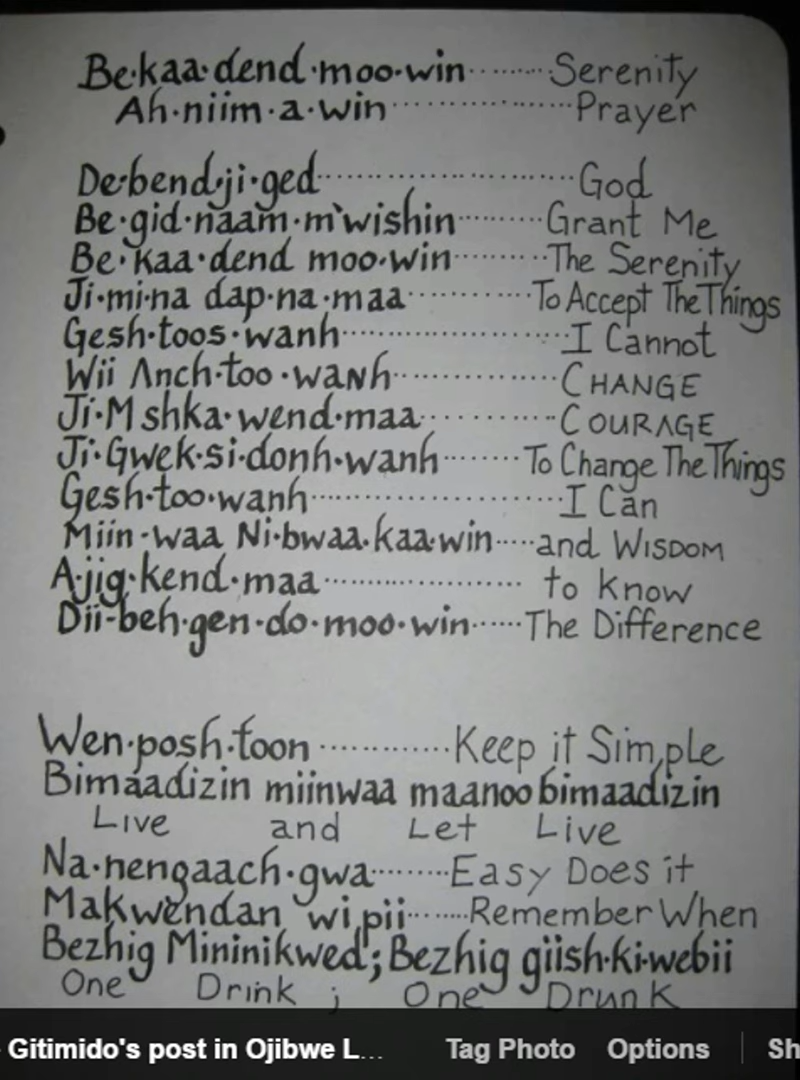 Be·kaa·dend·moo·win········Serenity
Ah·niim·a·win················Prayer
De·bend·ji·ged·······················God
Be·gid·naam·m'wishin·········Grant Me
Be·kaa·dend moo·win·········The Serenity
Ji·mi·na dap·na·maa············To Accept The Things
Gesh·toos·wanh·····················I Cannot
Wii Anch·too·wanh···············CHANGE
Ji·M shka·wend·maa·············COURAGE
Ji·Gwek·si·donh·wanh·······To Change The Things
Gesh·too·wanh······················I Can
Miin-waa Ni·bwaa·kaa·win·····and WISDOM
A·jig·kend·maa················· to know
Dii-beh·gen·do·moo·win······The Difference
Wen·posh·toon ············Keep it Simple
Bimaadizin miinwaa maanoo bimaadizin
Live and Let Live
Na·nengaach·gwa········Easy Does it
Makwendan wi pii·······Remember When
Bezhig Mininikwed; Bezhig giish·ki·webii
One Drink ; One Drunk
Gitimido's post in Ojibwe L... Tag Photo Options Sh